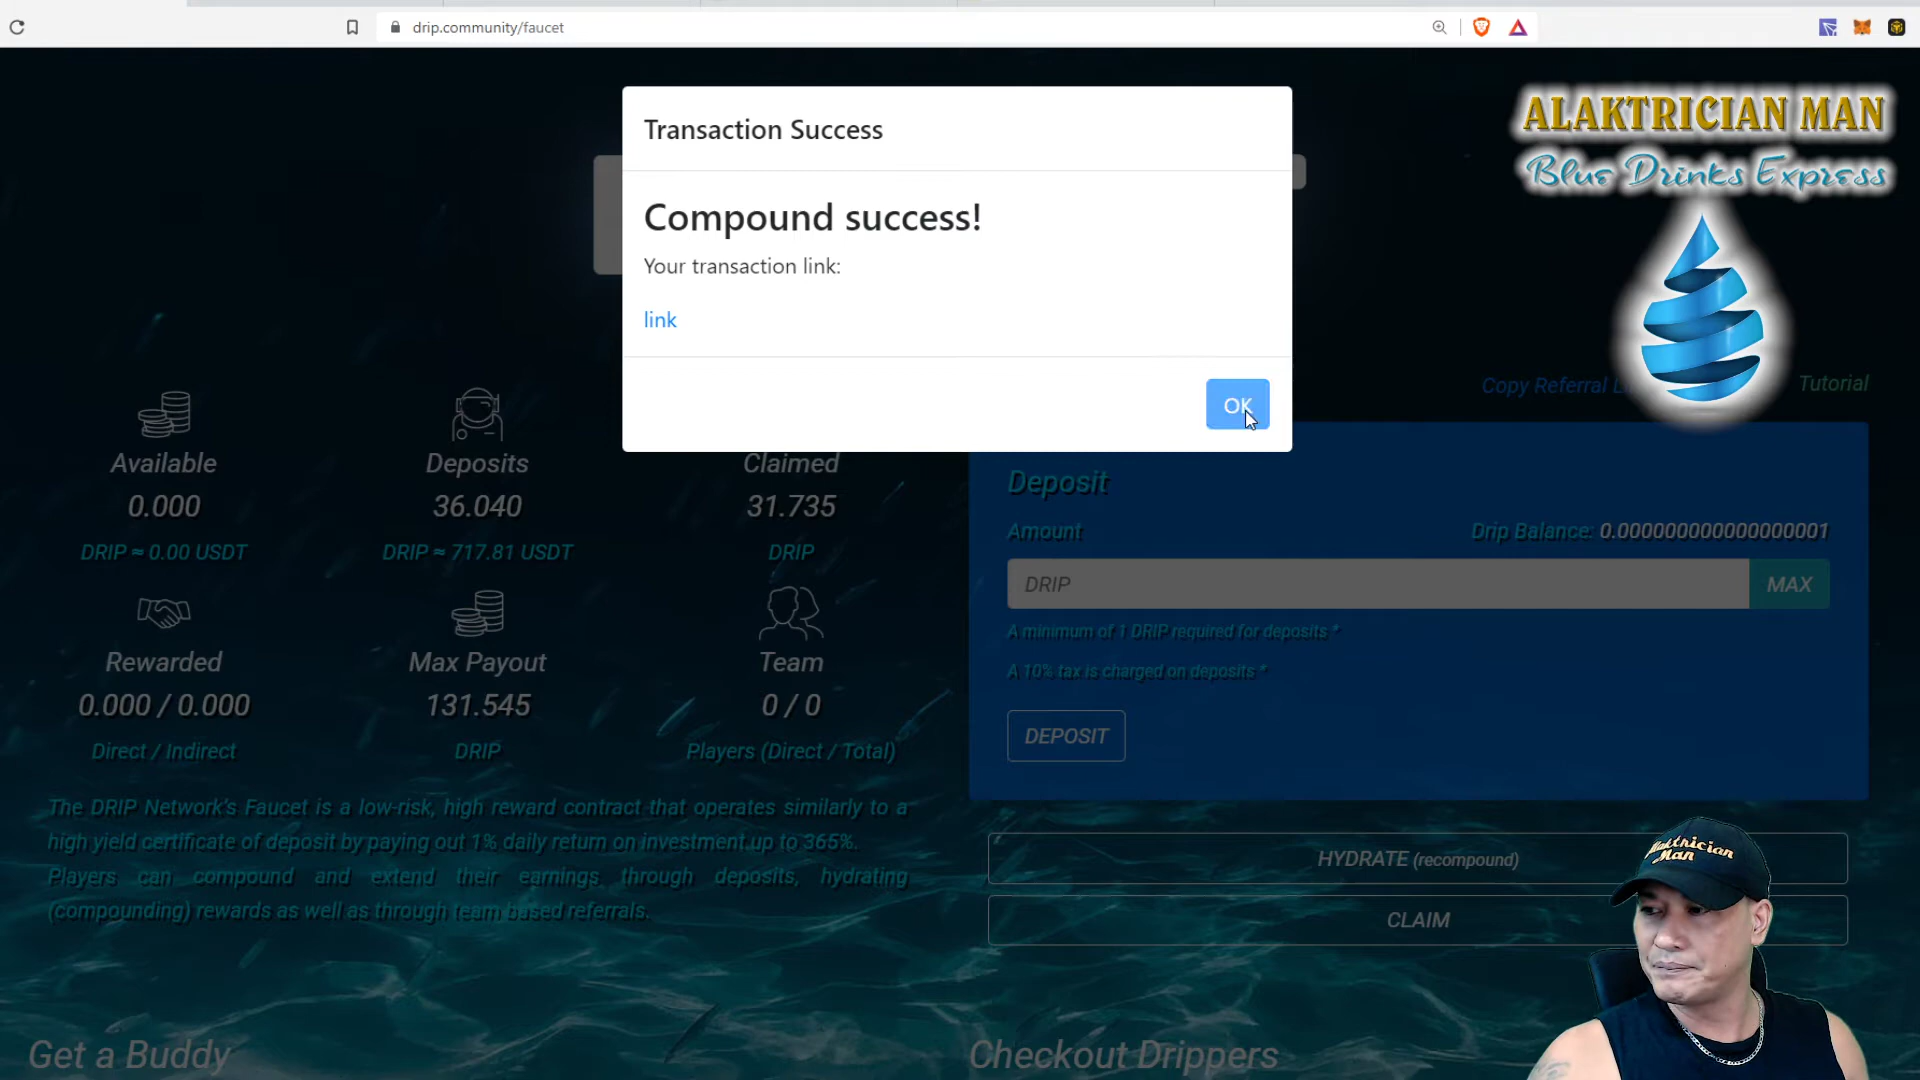 drip.community/faucet
ALAKTRICIAN MAN
Blue Drinks Express
Transaction Success
Compound success!
Your transaction link:
link
OK
Copy Referral L
Tutorial
Available
0.000
DRIP ≈ 0.00 USDT
Deposits
36.040
DRIP ≈ 717.81 USDT
Claimed
31.735
DRIP
Rewarded
0.000 / 0.000
Direct / Indirect
Max Payout
131.545
DRIP
Team
0 / 0
Players (Direct / Total)
The DRIP Network's Faucet is a low-risk, high reward contract that operates similarly to a
high yield certificate of deposit by paying out 1% daily return on investment up to 365%.
Players can compound and extend their earnings through deposits, hydrating
(compounding) rewards as well as through team based referrals.
Deposit
Amount
Drip Balance: 0.000000000000000001
DRIP
MAX
A minimum of 1 DRIP required for deposits *
A 10% tax is charged on deposits *
DEPOSIT
HYDRATE (recompound)
CLAIM
Alaktrician
Man
Get a Buddy
Checkout Drippers